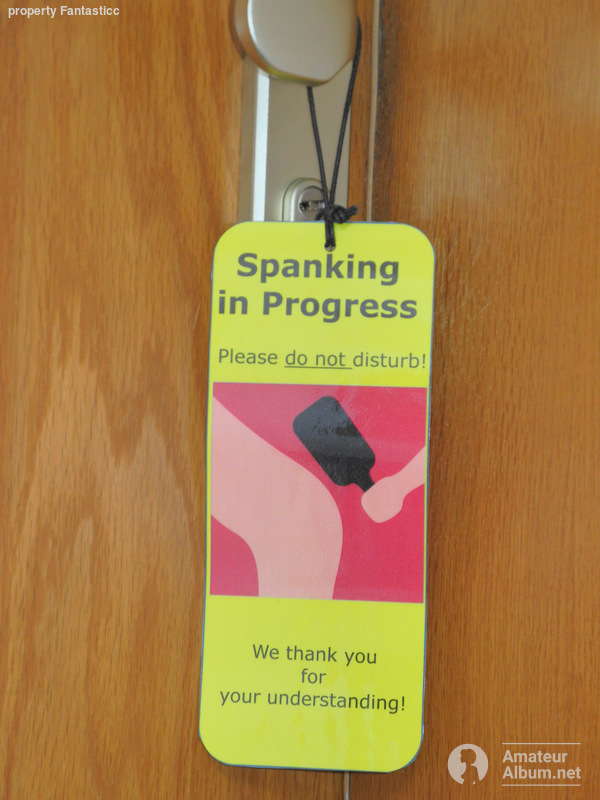 property Fantasticc
Spanking
in Progress
Please do not disturb!
We thank you
for
your understanding!
Amateur
Album.net